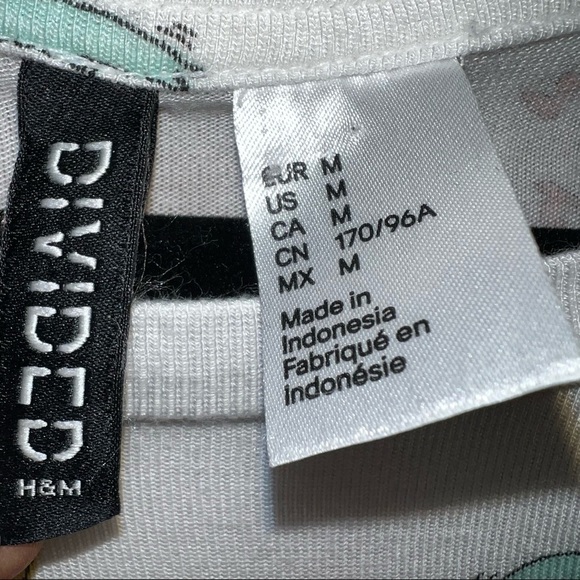 DIVIDED
H&M
EUR M
US M
CA M
CN 170/96A
MX M
Made in
Indonesia
Fabriqué en
Indonésie